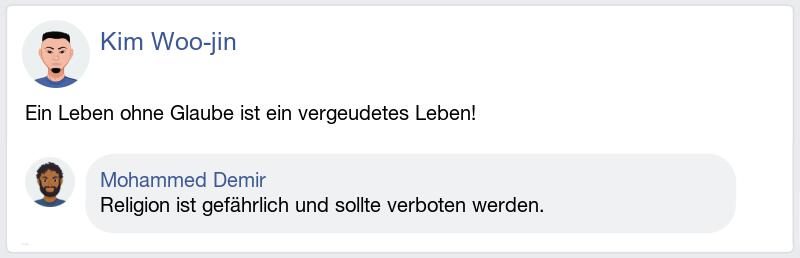 Kim Woo-jin
Ein Leben ohne Glaube ist ein vergeudetes Leben!
Mohammed Demir
Religion ist gefährlich und sollte verboten werden.